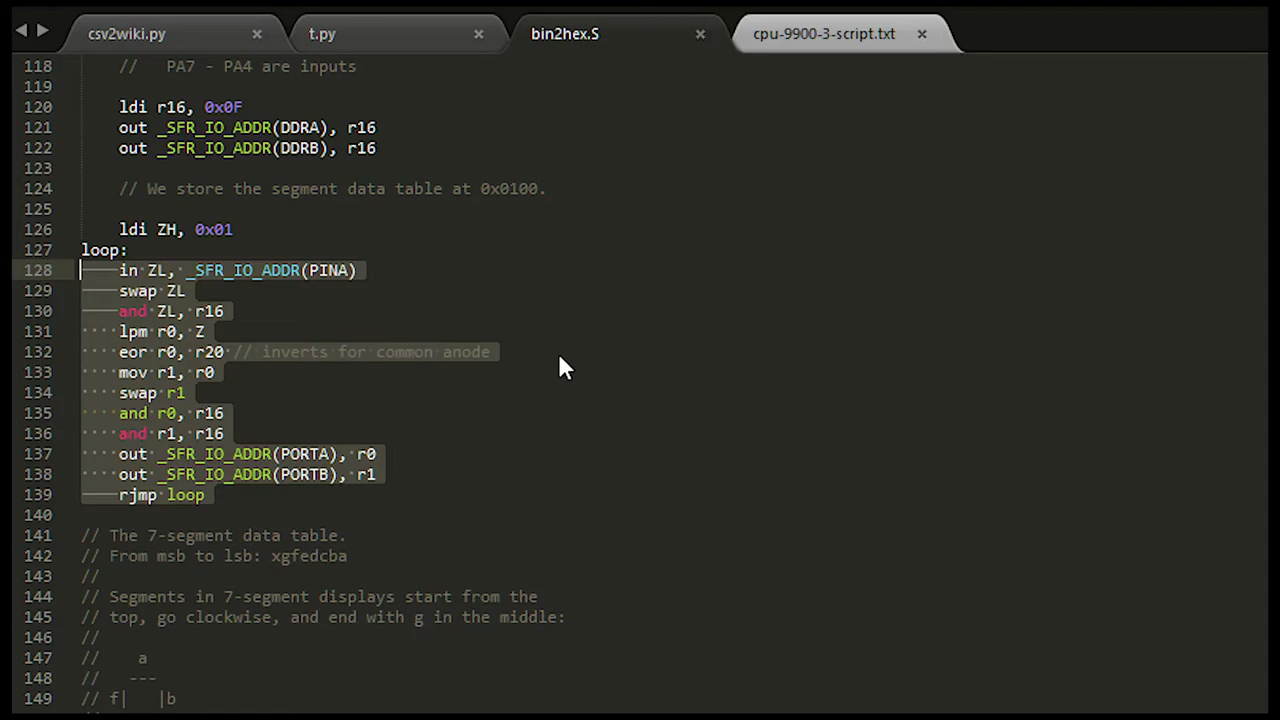 csv2wiki.py × t.py × bin2hex.S × cpu-9900-3-script.txt ×
118 // PA7 - PA4 are inputs
119
120 ldi r16, 0x0F
121 out _SFR_IO_ADDR(DDRA), r16
122 out _SFR_IO_ADDR(DDRB), r16
123
124 // We store the segment data table at 0x0100.
125
126 ldi ZH, 0x01
127 loop:
128 in ZL, _SFR_IO_ADDR(PINA)
129 swap ZL
130 and ZL, r16
131 lpm r0, Z
132 eor r0, r20 // inverts for common anode
133 mov r1, r0
134 swap r1
135 and r0, r16
136 and r1, r16
137 out _SFR_IO_ADDR(PORTA), r0
138 out _SFR_IO_ADDR(PORTB), r1
139 rjmp loop
140
141 // The 7-segment data table.
142 // From msb to lsb: xgfedcba
143 //
144 // Segments in 7-segment displays start from the
145 // top, go clockwise, and end with g in the middle:
146 //
147 // a
148 // ---
149 // f| |b